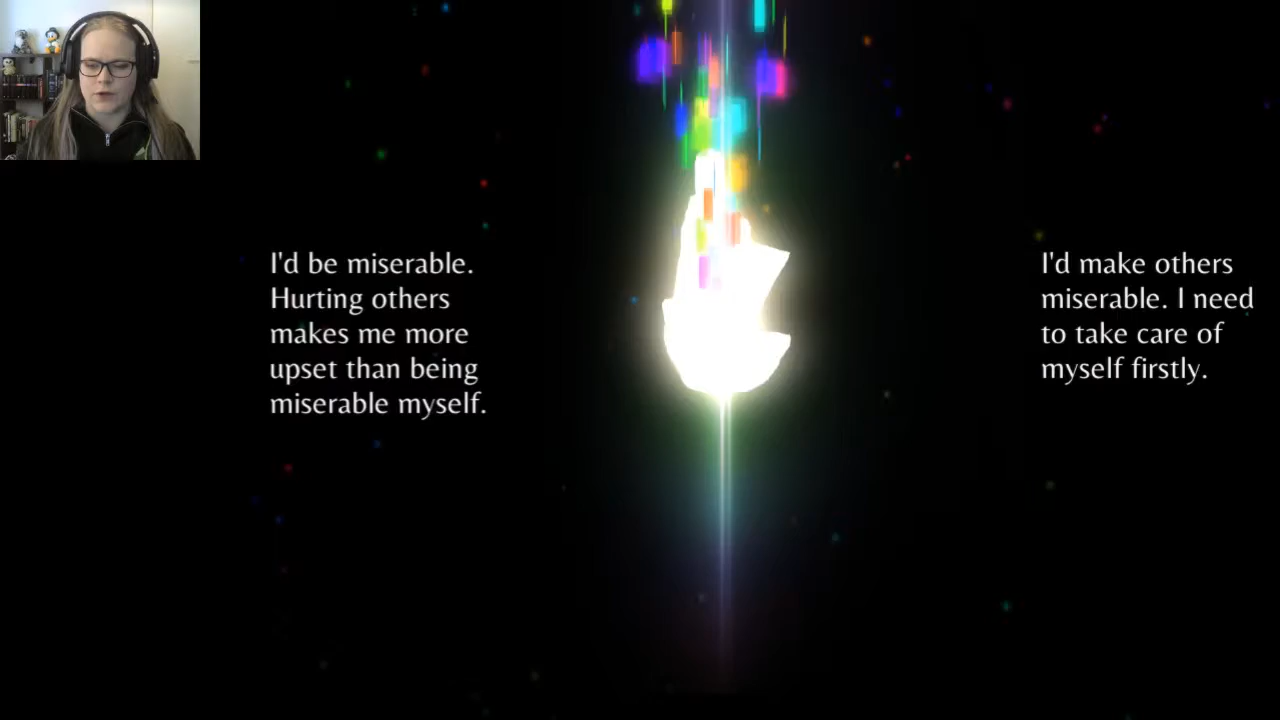 I'd be miserable.
Hurting others
makes me more
upset than being
miserable myself.
I'd make others
miserable. I need
to take care of
myself firstly.